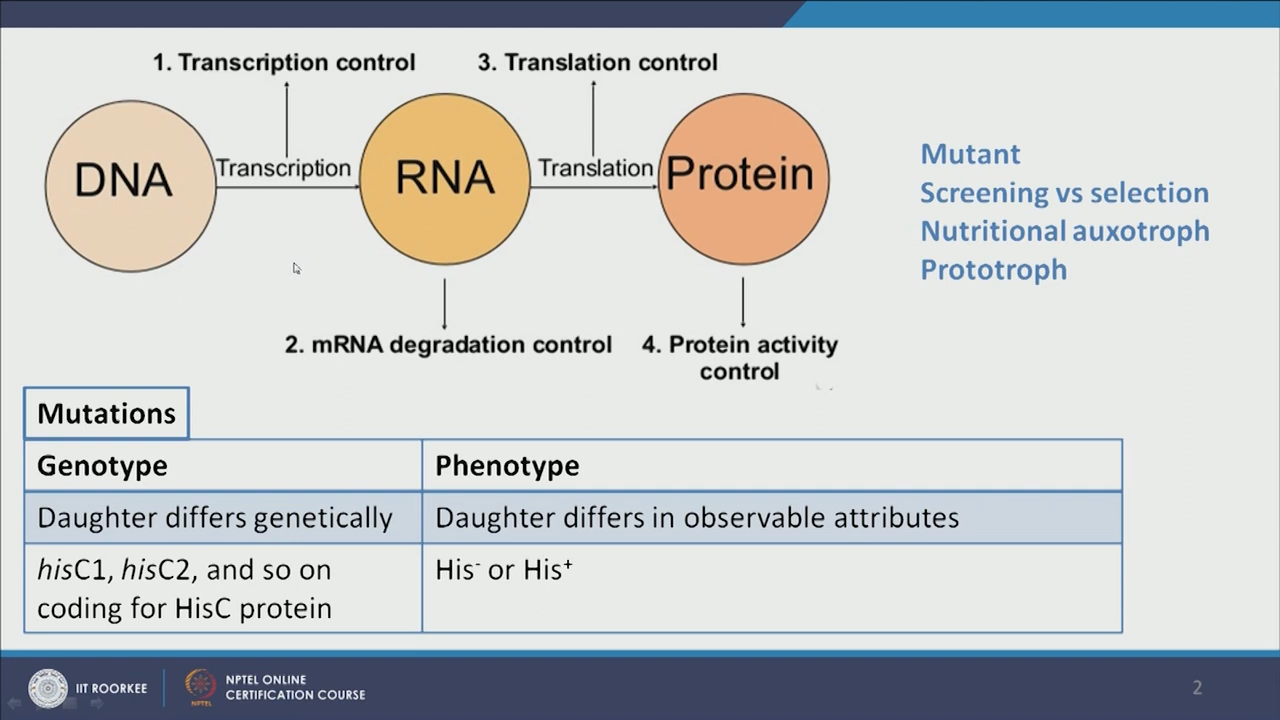 1. Transcription control
3. Translation control
DNA
Transcription
RNA
Translation
Protein
2. mRNA degradation control
4. Protein activity
control
Mutant
Screening vs selection
Nutritional auxotroph
Prototroph
Mutations
Genotype
Phenotype
Daughter differs genetically
Daughter differs in observable attributes
hisC1, hisC2, and so on
coding for HisC protein
His⁻ or His⁺
IIT ROORKEE
NPTEL
NPTEL ONLINE
CERTIFICATION COURSE
2